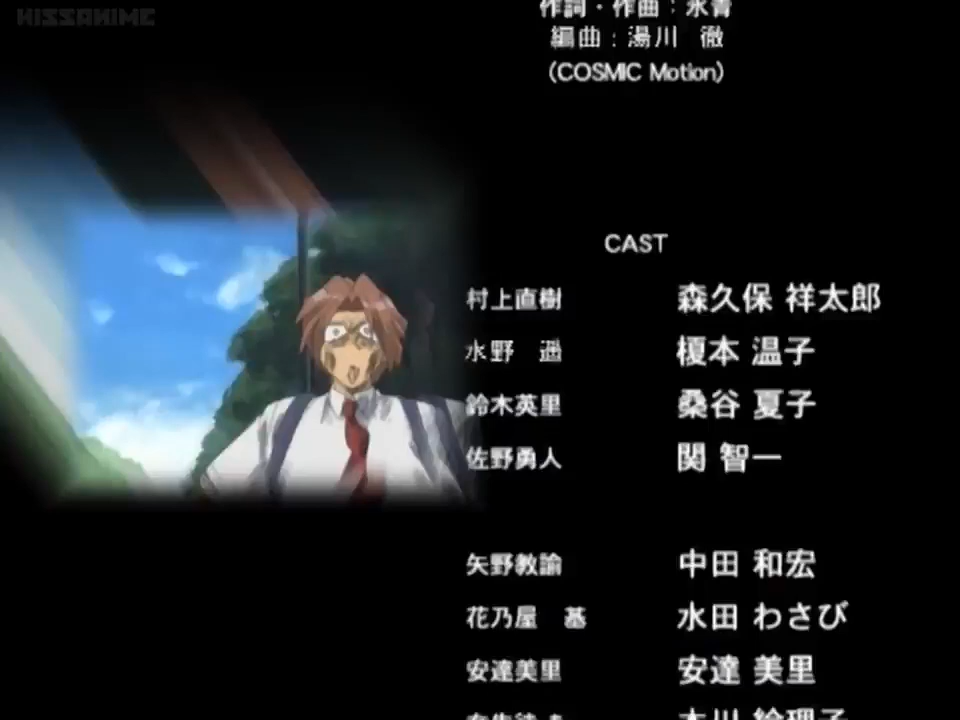 KISSANIME
作詞・作曲：氷青
編曲：湯川 徹
(COSMIC Motion)
CAST
村上直樹 森久保 祥太郎
水野 遥 榎本 温子
鈴木英里 桑谷 夏子
佐野勇人 関 智一
矢野教諭 中田 和宏
花乃屋 基 水田 わさび
安達美里 安達 美里